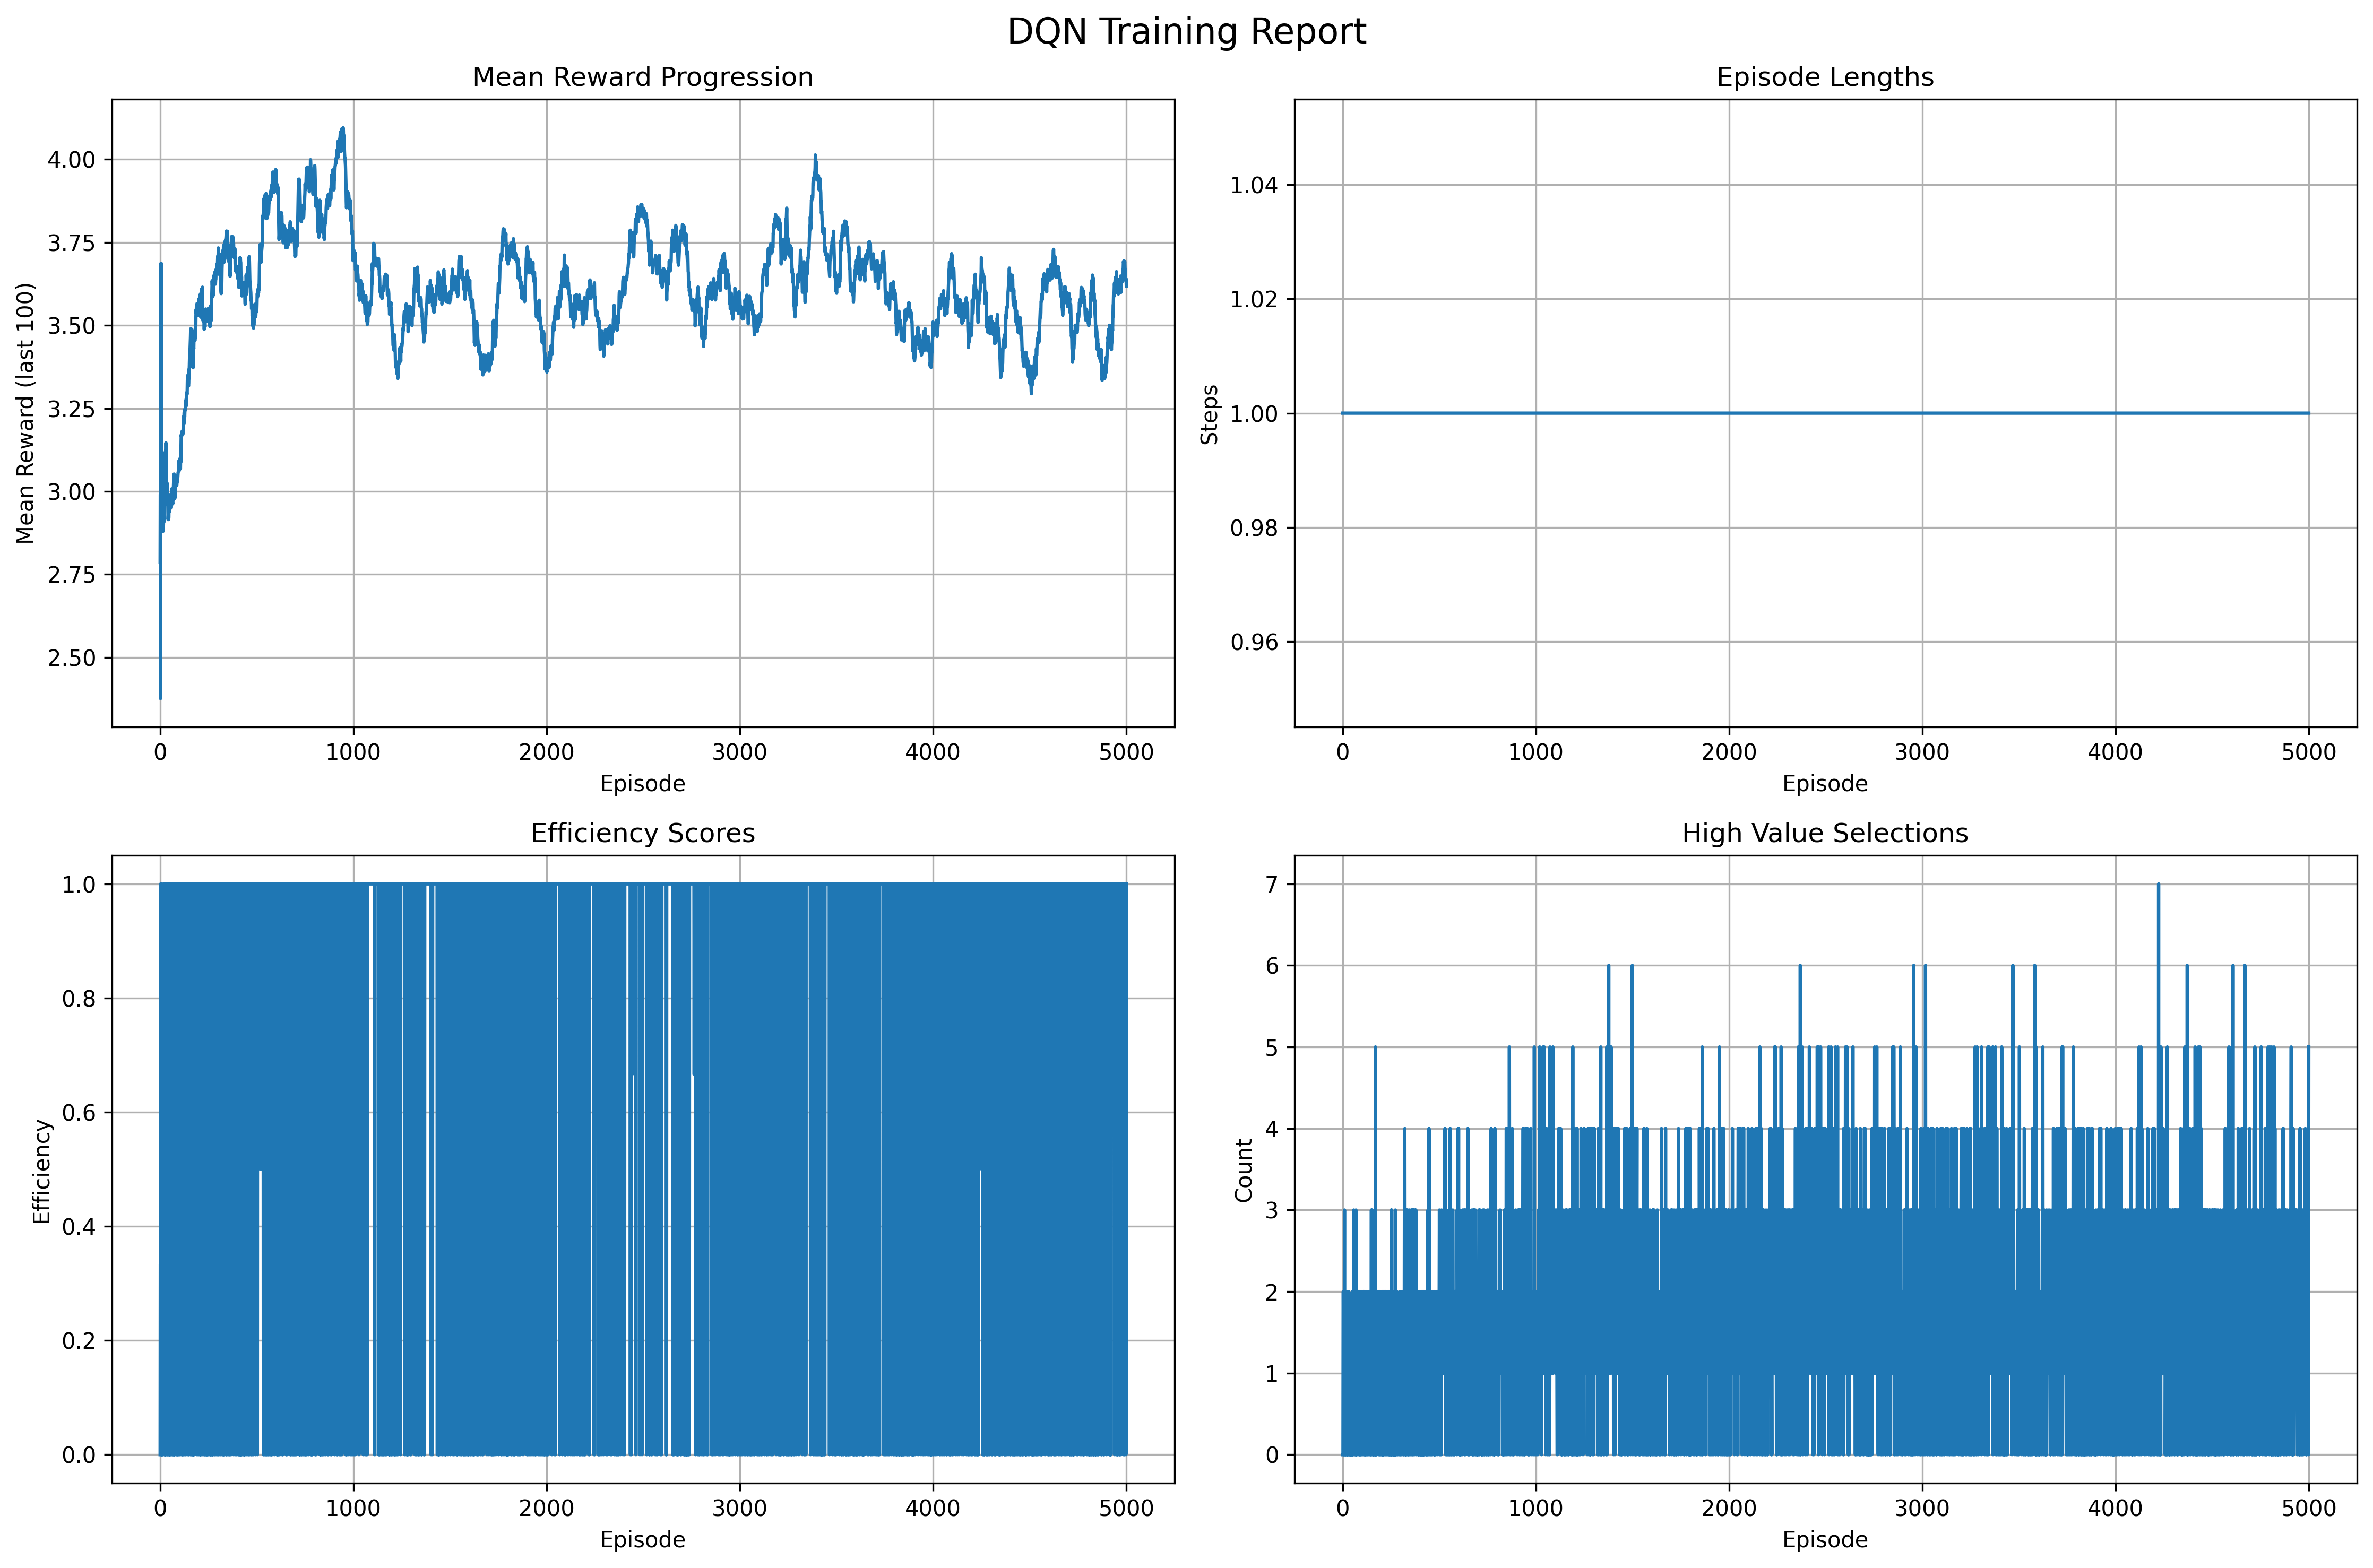 DQN Training Report
Mean Reward Progression
Mean Reward (last 100)
4.00
3.75
3.50
3.25
3.00
2.75
2.50
0 1000 2000 3000 4000 5000
Episode
Episode Lengths
Steps
1.04
1.02
1.00
0.98
0.96
0 1000 2000 3000 4000 5000
Episode
Efficiency Scores
Efficiency
1.0
0.8
0.6
0.4
0.2
0.0
0 1000 2000 3000 4000 5000
Episode
High Value Selections
Count
7
6
5
4
3
2
1
0
0 1000 2000 3000 4000 5000
Episode